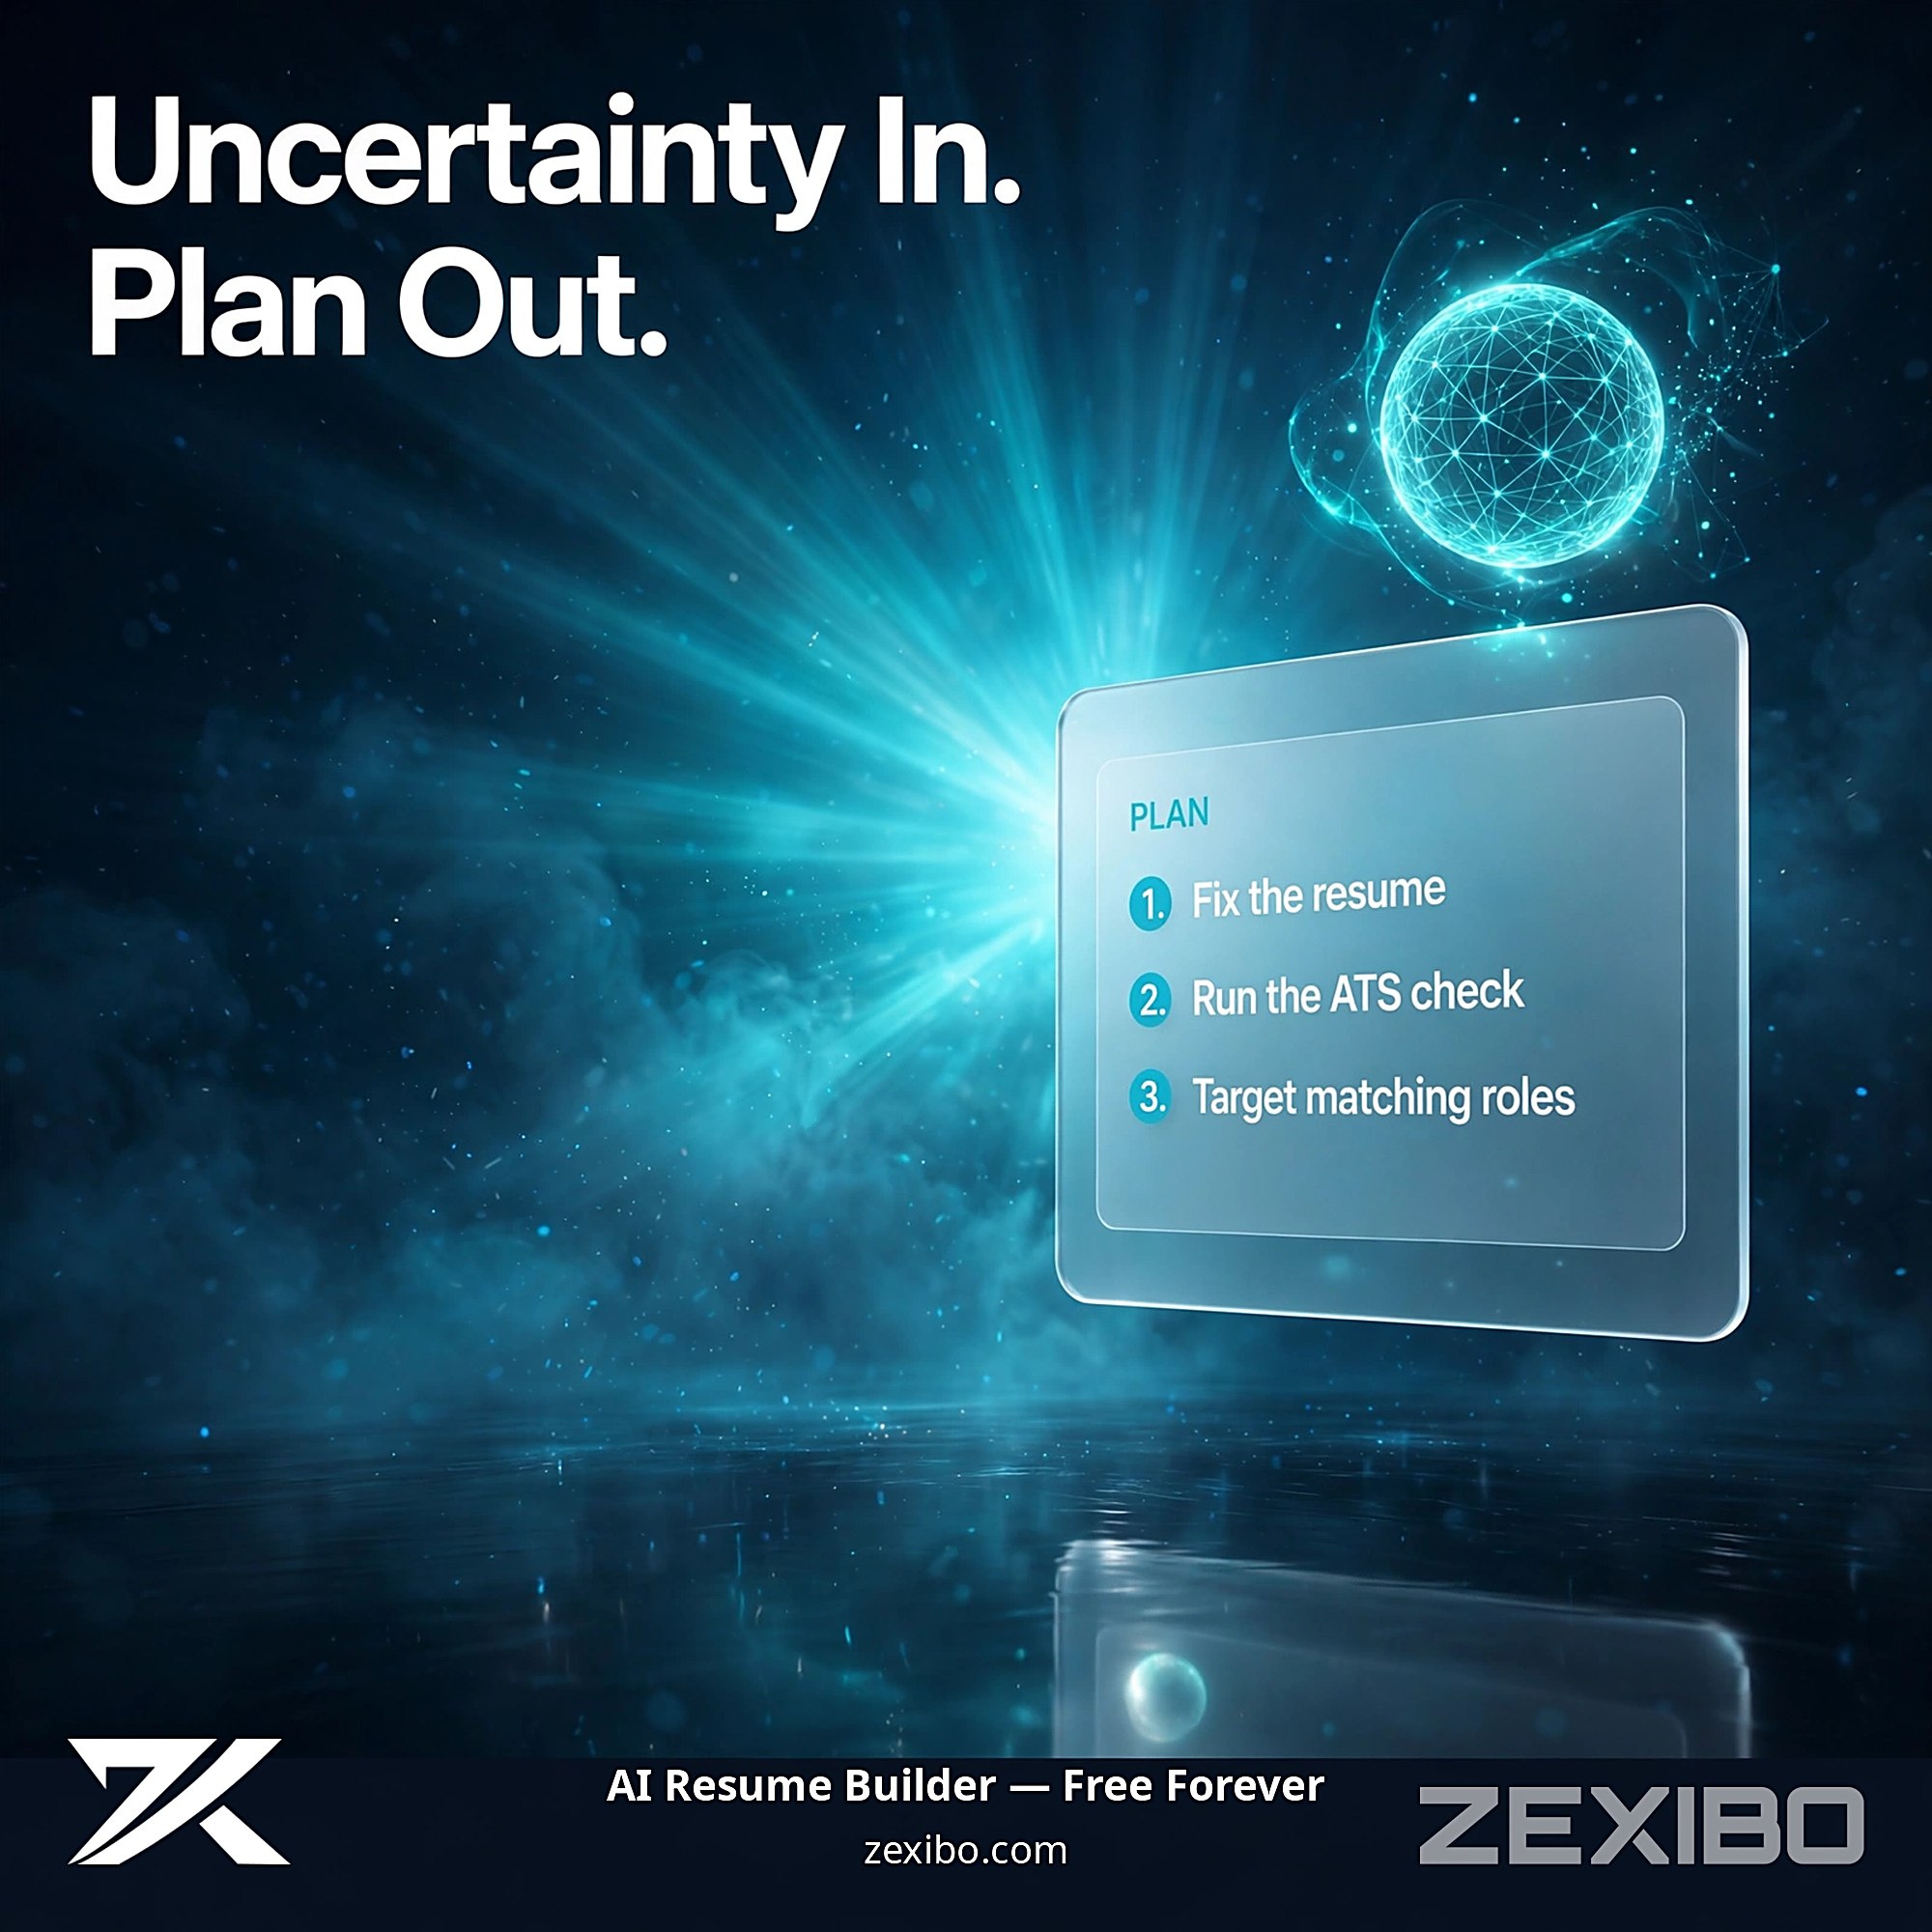 Uncertainty In.
Plan Out.
PLAN
1. Fix the resume
2. Run the ATS check
3. Target matching roles
AI Resume Builder — Free Forever
zexibo.com
ZEXIBO